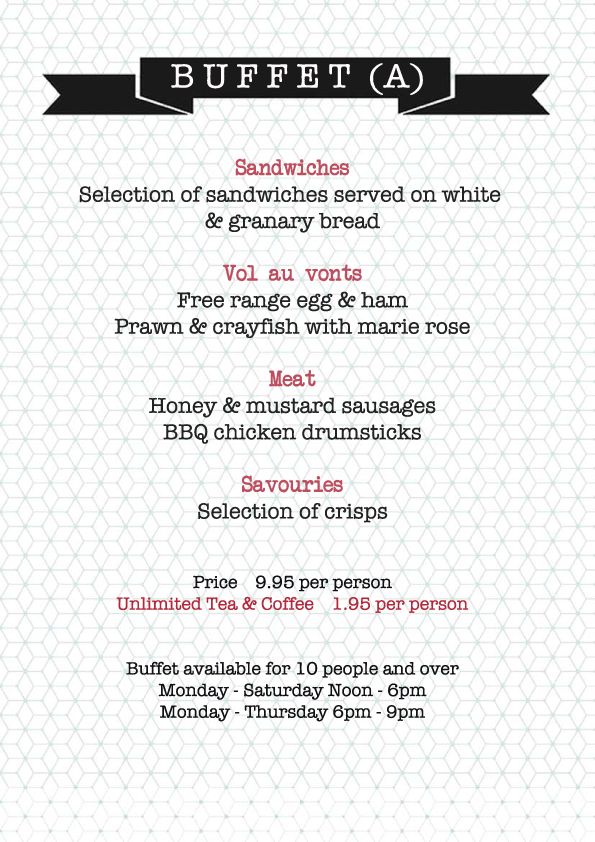 BUFFET (A)
Sandwiches
Selection of sandwiches served on white
& granary bread
Vol au vonts
Free range egg & ham
Prawn & crayfish with marie rose
Meat
Honey & mustard sausages
BBQ chicken drumsticks
Savouries
Selection of crisps
Price 9.95 per person
Unlimited Tea & Coffee 1.95 per person
Buffet available for 10 people and over
Monday - Saturday Noon - 6pm
Monday - Thursday 6pm - 9pm